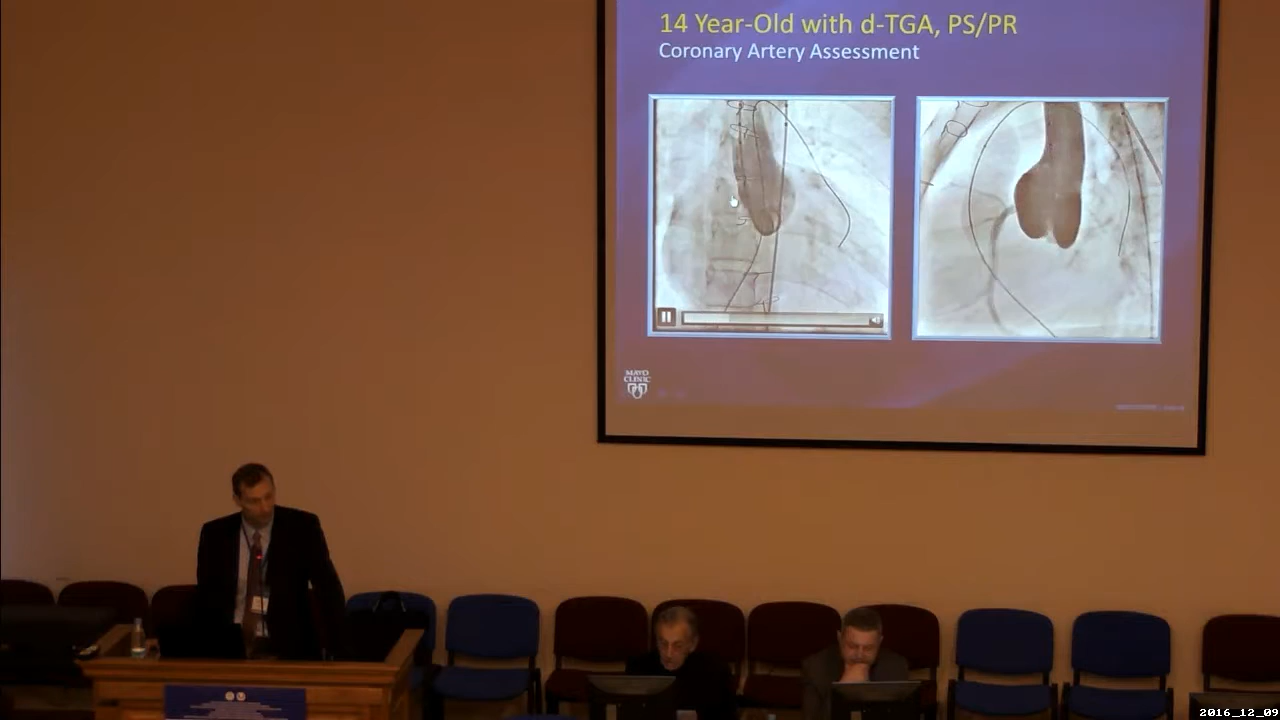 14 Year-Old with d-TGA, PS/PR
Coronary Artery Assessment
MAYO
CLINIC
2016_12_09